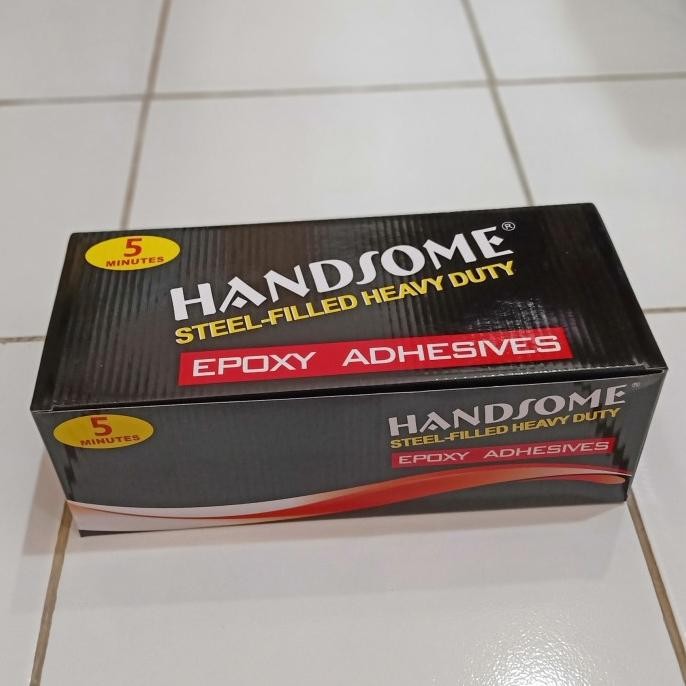 5
MINUTES
HANDSOME®
STEEL-FILLED HEAVY DUTY
EPOXY ADHESIVES
5
MINUTES
HANDSOME®
STEEL-FILLED HEAVY DUTY
EPOXY ADHESIVES